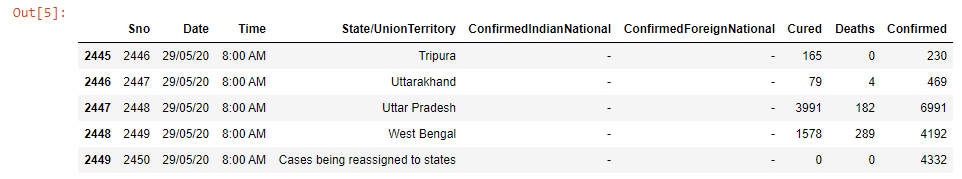 Out[5]:
Sno Date Time State/UnionTerritory ConfirmedIndianNational ConfirmedForeignNational Cured Deaths Confirmed
2445 2446 29/05/20 8:00 AM Tripura - - 165 0 230
2446 2447 29/05/20 8:00 AM Uttarakhand - - 79 4 469
2447 2448 29/05/20 8:00 AM Uttar Pradesh - - 3991 182 6991
2448 2449 29/05/20 8:00 AM West Bengal - - 1578 289 4192
2449 2450 29/05/20 8:00 AM Cases being reassigned to states - - 0 0 4332